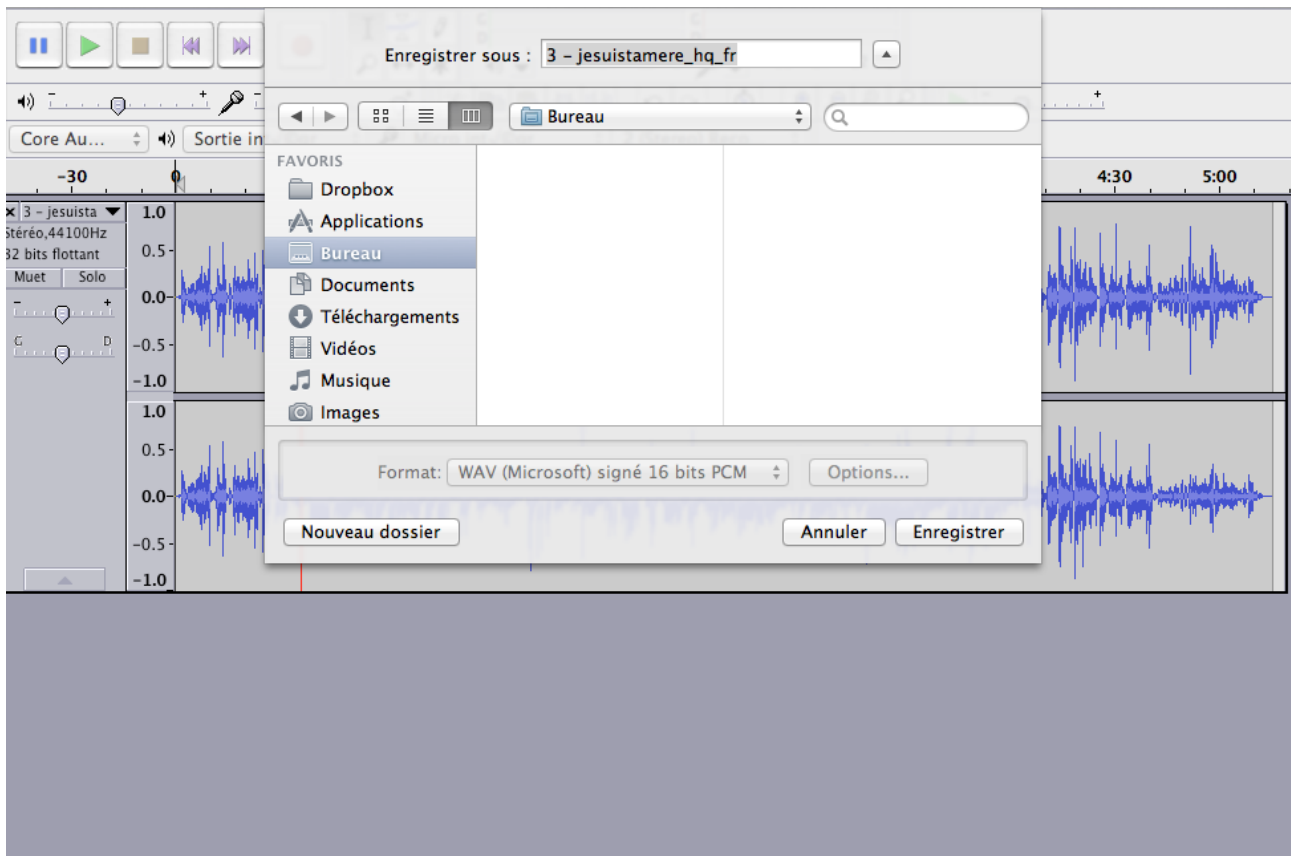 Enregistrer sous : 3 – jesuistamere_hq_fr
Bureau
Core Au...
Sortie in
-30 0 4:30 5:00
FAVORIS
Dropbox
Applications
Bureau
Documents
Téléchargements
Vidéos
Musique
Images
× 3 – jesuista
Stéréo,44100Hz
32 bits flottant
Muet Solo
- +
G D
1.0
0.5-
0.0-
-0.5-
-1.0
1.0
0.5-
0.0-
-0.5-
-1.0
Format: WAV (Microsoft) signé 16 bits PCM Options...
Nouveau dossier Annuler Enregistrer